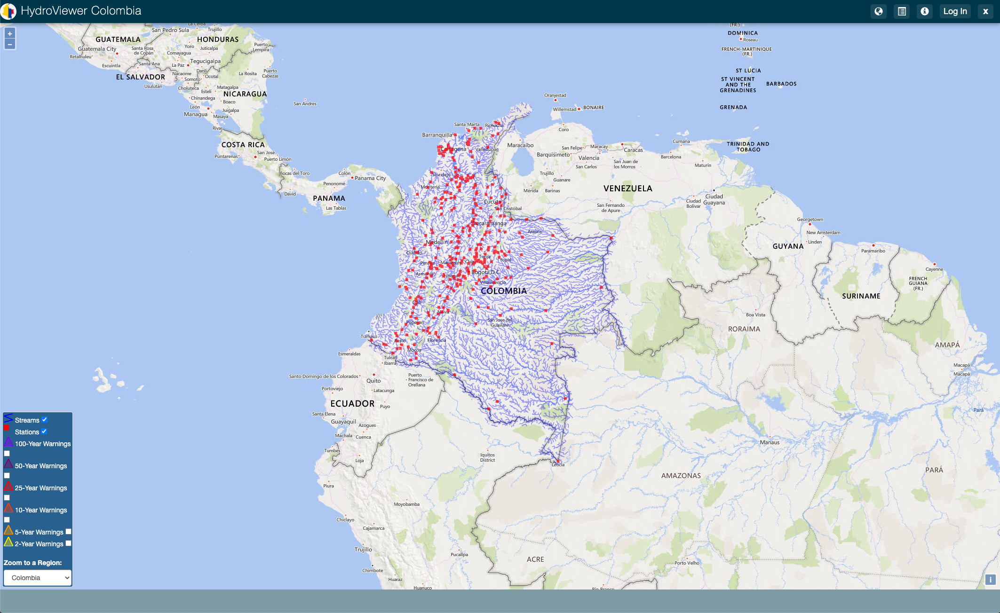 HydroViewer Colombia
Log In
x
+
−
La Ceiba
San Pedro Sula
Trujillo
GUATEMALA
HONDURAS
Guatemala City
Santa Rosa
de Copán
Yoro
Juticalpa
Puerto
Lempira
Retalhuleu
Comayagua
Escuintla
Santa Ana
La Paz
Tegucigalpa
EL SALVADOR
Nacaome
Danlí
Somoto
Ocotal
La Rosita
Puerto
Cabezas
Usulután
Choluteca
Estelí
Matagalpa
Chinandega
NICARAGUA
León
Boaco
Managua
Juigalpa
Masaya
San Andres
Rivas
COSTA RICA
San José
Puntarenas
Puerto Limón
Bocas del Toro
Colón
Panama City
Penonomé
David
PANAMA
Las Tablas
(FR.)
DOMINICA
Roseau
FRENCH-MARTINIQUE
(FR.)
ST LUCIA
ST VINCENT
AND THE
GRENADINES
BARBADOS
GRENADA
TRINIDAD AND
TOBAGO
Oranjestad
Willemstad
BONAIRE
Coro
Santa Marta
Riohacha
Barranquilla
Cartagena
Valledupar
Maracaibo
San Felipe
Maracay
Caracas
Cumana
Barquisimeto
Valencia
Barcelona
San Carlos
San Juan de
los Morros
Maturín
Trujillo
Guanare
Mérida
Barinas
VENEZUELA
Ciudad
Guayana
Ciudad
Bolívar
San Fernando
de Apure
Sincelejo
Monteria
Cúcuta
San Cristóbal
Bucaramanga
Arauca
Medellín
Quibdó
Tunja
Yopal
Pereira
Manizales
Chía
Armenia
Ibagué
Bogota,D.C.
Villavicencio
COLOMBIA
Cali
Neiva
San Jose del
Guaviare
Popayan
Tumaco
Pasto
Florencia
Mocoa
Georgetown
New Amsterdam
Linden
GUYANA
Paramaribo
Cayenne
FRENCH
GUIANA
(FR.)
SURINAME
Boa Vista
RORAIMA
AMAPÁ
Macapá
Macapá
Pará
Esmeraldas
Tulcán
Ibarra
Santo Domingo de los Colorados
Quito
Puerto
Francisco de
Orellana
Portoviejo
Latacunga
ECUADOR
Puyo
Santa Elena
Guayaquil
Azogues
Machala
Cuenca
Tumbes
Loja
Iquitos
District
Leticia
Manaus
AMAZONAS
PARÁ
Piura
Moyobamba
Chiclayo
Cajamarca
Trujillo
Pucallpa
ACRE
Porto Velho
Chimbote
Huaraz
Huanuco
Rio Branco
Streams
Stations
100-Year Warnings
50-Year Warnings
25-Year Warnings
10-Year Warnings
5-Year Warnings
2-Year Warnings
Zoom to a Region:
Colombia
i